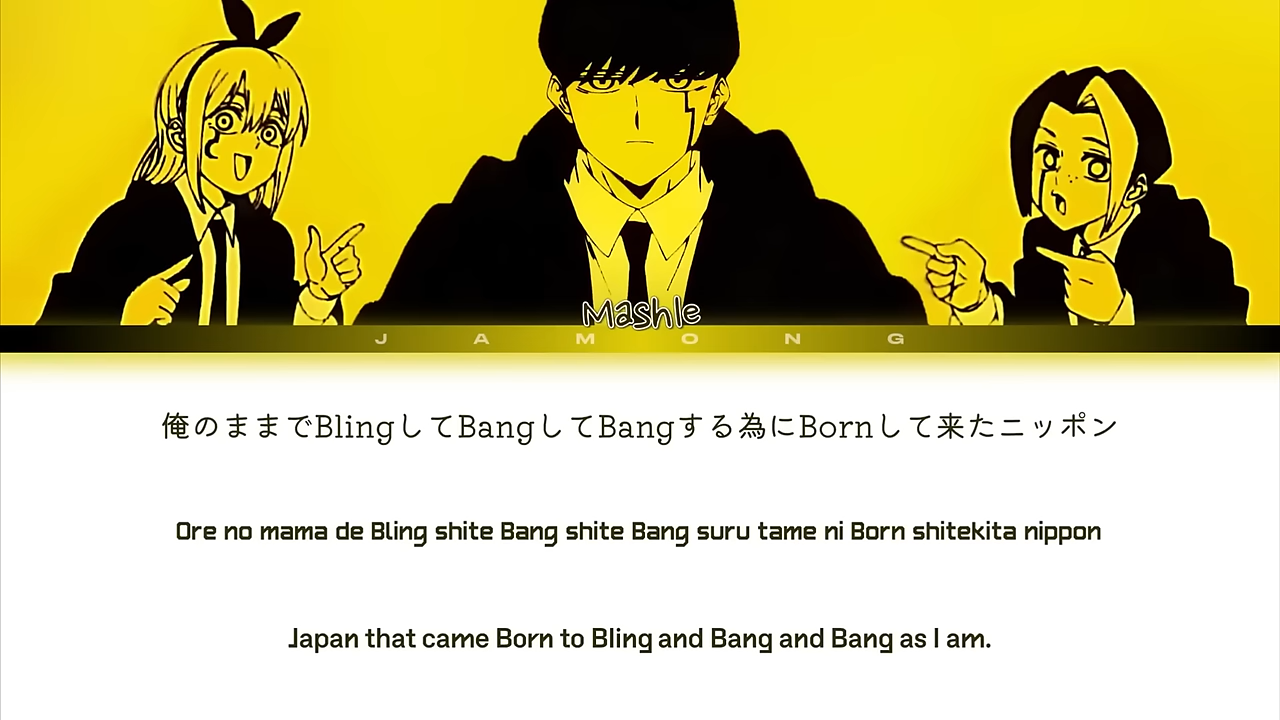 Mashle
JAMONG
俺のままでBlingしてBangしてBangする為にBornして来たニッポン
Ore no mama de Bling shite Bang shite Bang suru tame ni Born shitekita nippon
Japan that came Born to Bling and Bang and Bang as I am.